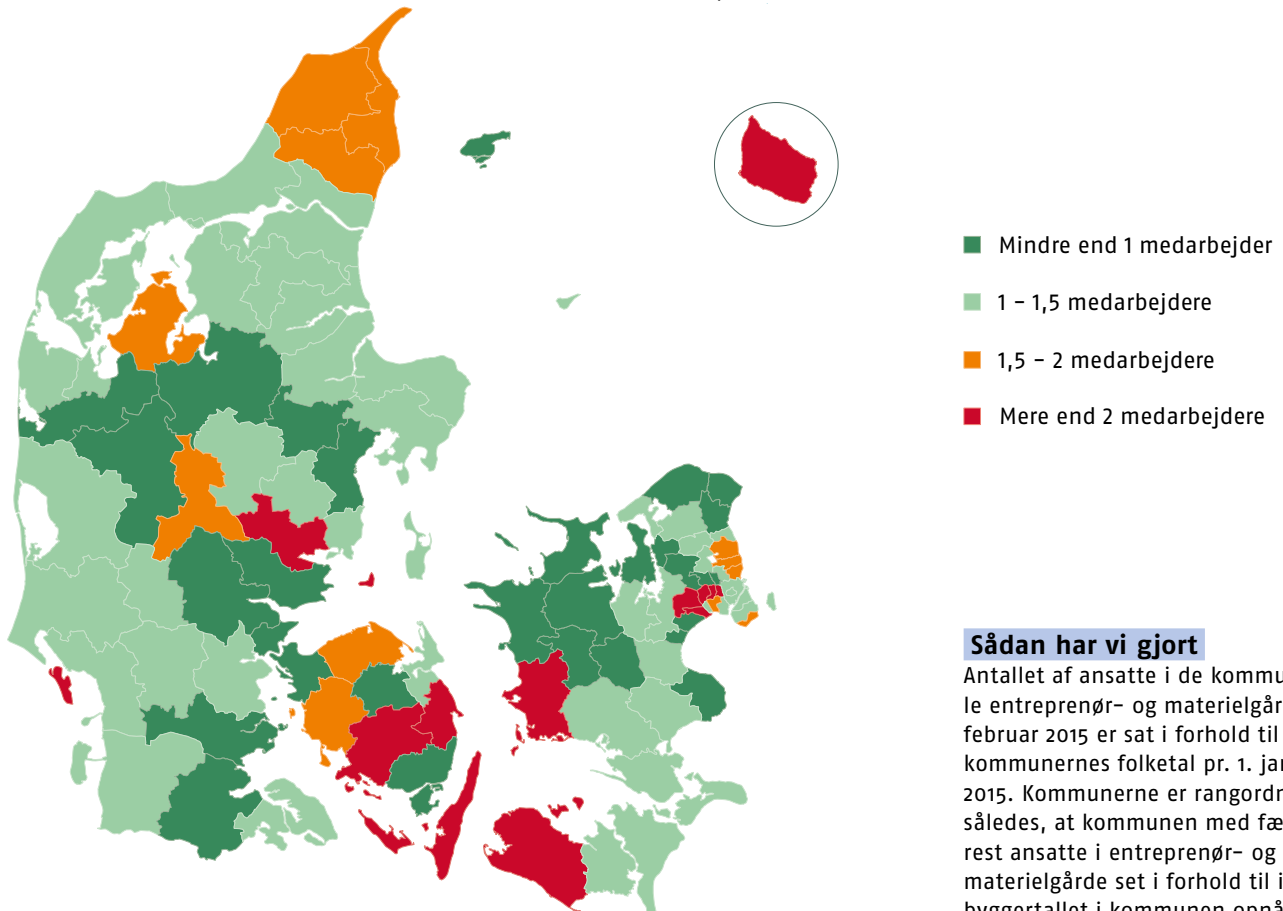 Mindre end 1 medarbejder
1 – 1,5 medarbejdere
1,5 – 2 medarbejdere
Mere end 2 medarbejdere
Sådan har vi gjort
Antallet af ansatte i de kommu
le entreprenør- og materielgår
februar 2015 er sat i forhold til
kommunernes folketal pr. 1. jan
2015. Kommunerne er rangordn
således, at kommunen med fæ
rest ansatte i entreprenør- og
materielgårde set i forhold til i
byggertallet i kommunen opnå